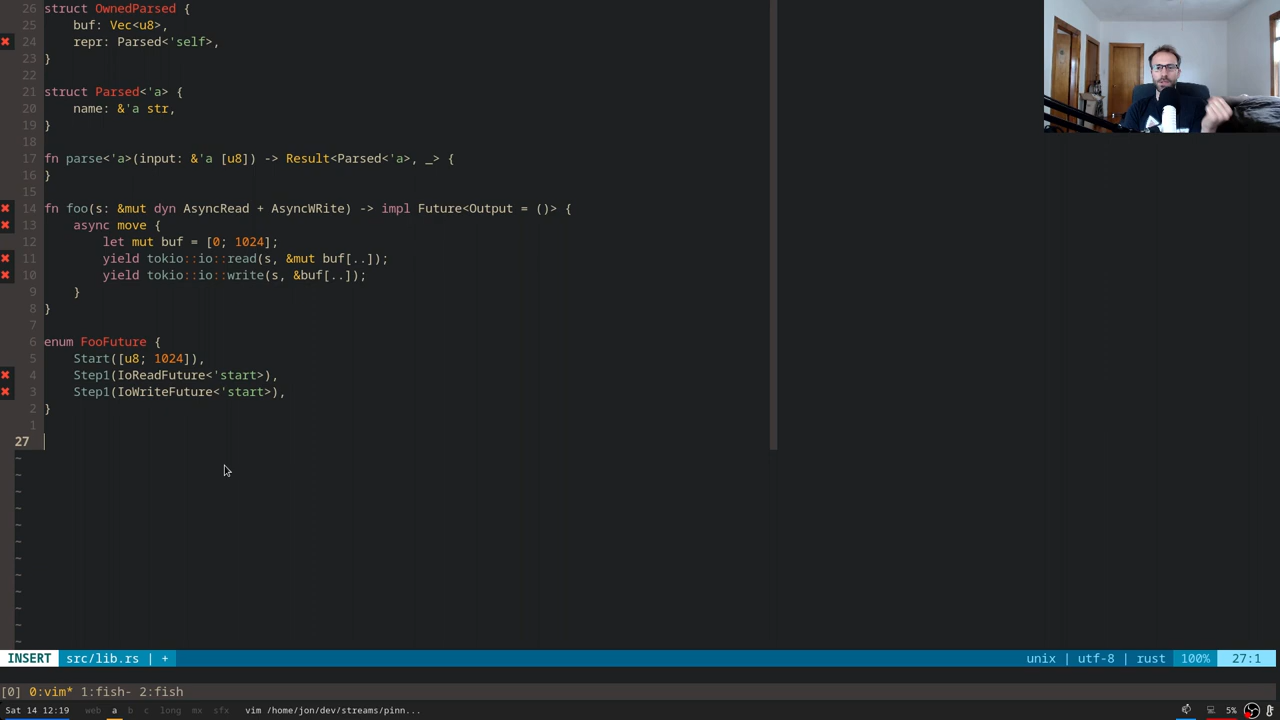 26 struct OwnedParsed {
25     buf: Vec<u8>,
24     repr: Parsed<'self>,
23 }
22
21 struct Parsed<'a> {
20     name: &'a str,
19 }
18
17 fn parse<'a>(input: &'a [u8]) -> Result<Parsed<'a>, _> {
16 }
15
14 fn foo(s: &mut dyn AsyncRead + AsyncWRite) -> impl Future<Output = ()> {
13     async move {
12         let mut buf = [0; 1024];
11         yield tokio::io::read(s, &mut buf[..]);
10         yield tokio::io::write(s, &buf[..]);
9     }
8 }
7
6 enum FooFuture {
5     Start([u8; 1024]),
4     Step1(IoReadFuture<'start>),
3     Step1(IoWriteFuture<'start>),
2 }
1
27
~
~
~
~
~
~
~
~
~
~
~
~
INSERT src/lib.rs | + unix | utf-8 | rust 100% 27:1
[0] 0:vim* 1:fish- 2:fish
Sat 14 12:19 web a b c long mx sfx vim /home/jon/dev/streams/pinn... 5%